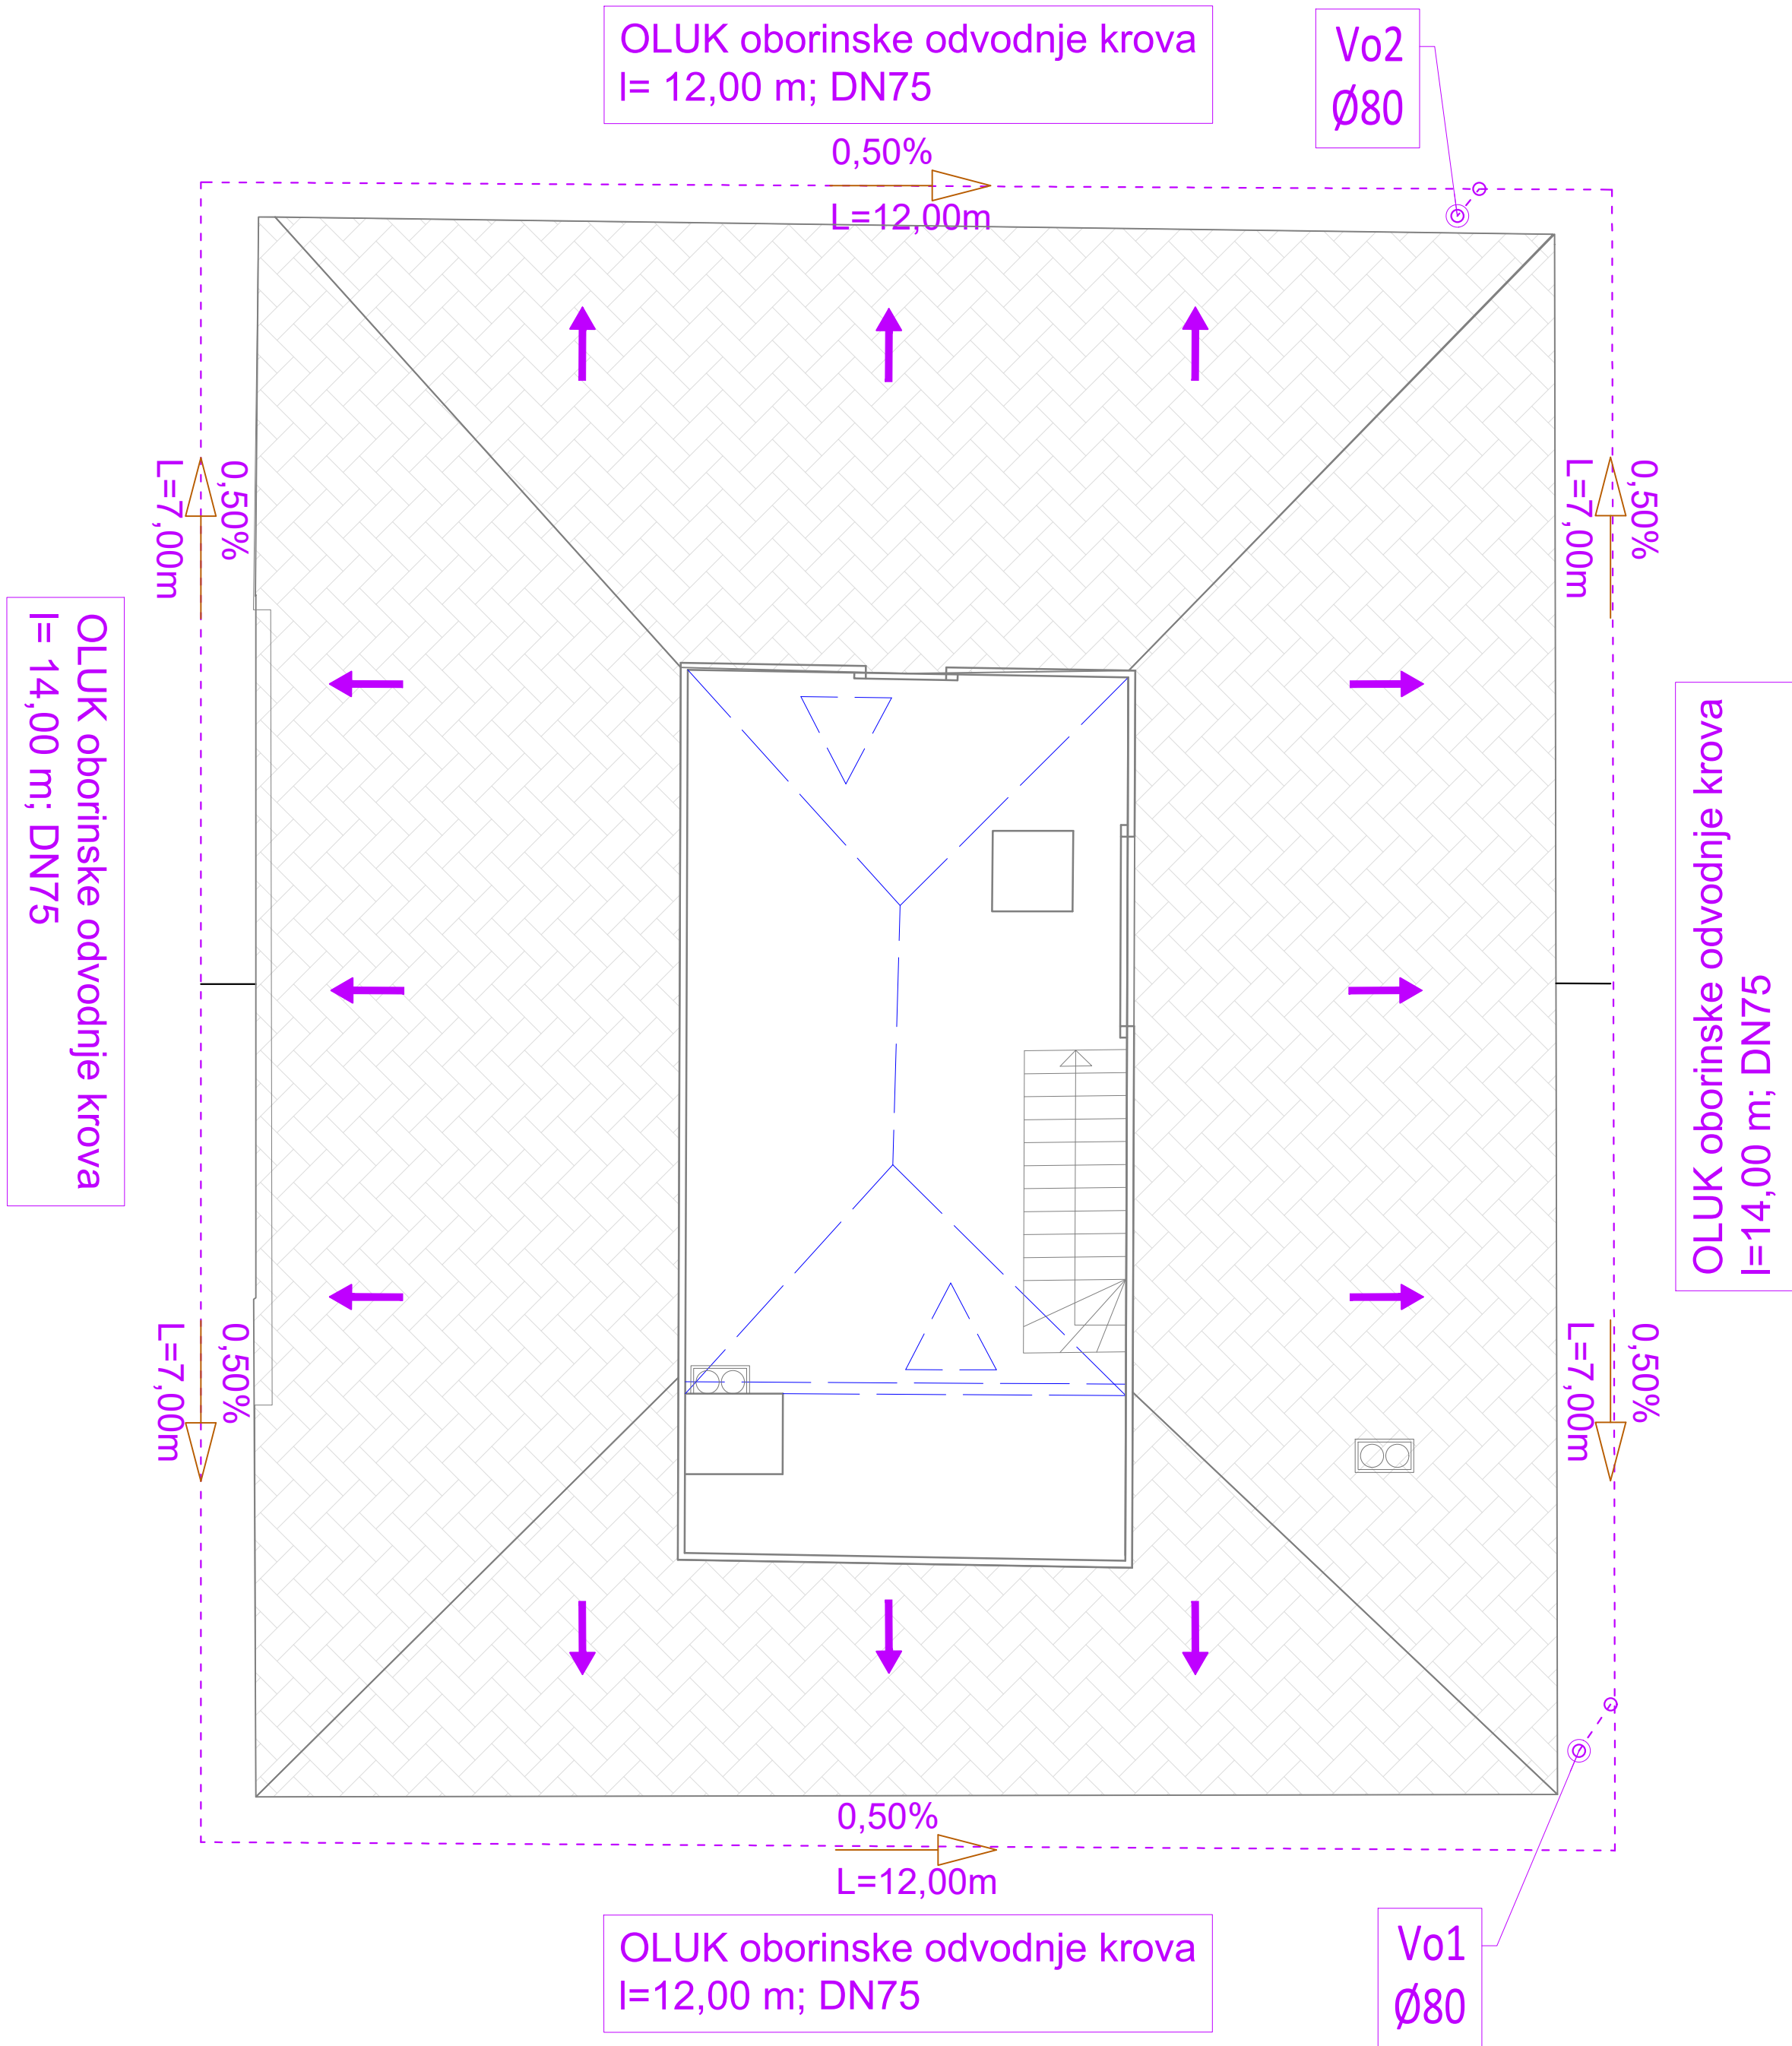 OLUK oborinske odvodnje krova
l= 12,00 m; DN75
Vo2
Ø80
0,50%
L=12,00m
0,50%
L=7,00m
0,50%
L=7,00m
OLUK oborinske odvodnje krova
l= 14,00 m; DN75
OLUK oborinske odvodnje krova
l=14,00 m; DN75
0,50%
L=7,00m
0,50%
L=7,00m
0,50%
L=12,00m
OLUK oborinske odvodnje krova
l=12,00 m; DN75
Vo1
Ø80